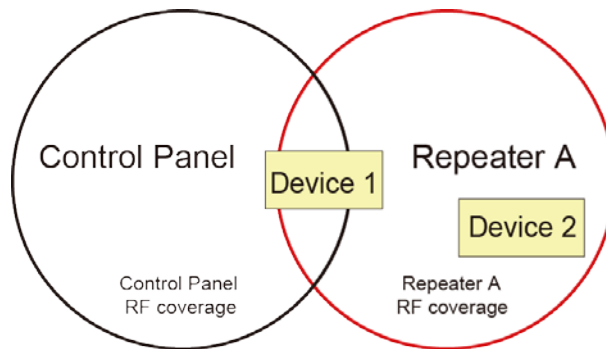 Control Panel
Device 1
Repeater A
Device 2
Control Panel
RF coverage
Repeater A
RF coverage